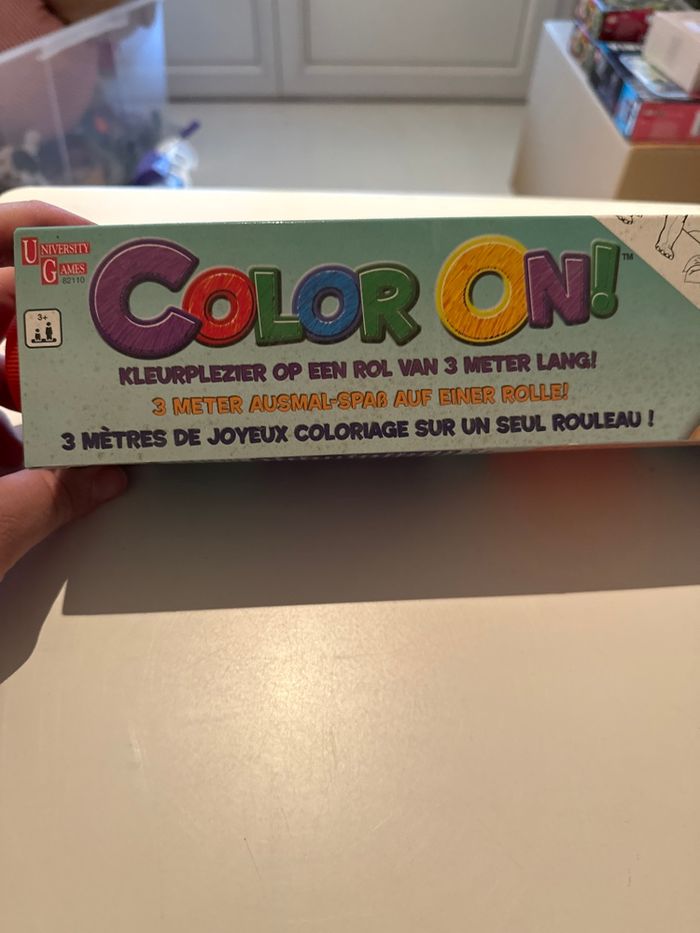 UNIVERSITY
GAMES
82110
3+
COLOR ON!™
KLEURPLEZIER OP EEN ROL VAN 3 METER LANG!
3 METER AUSMAL-SPAß AUF EINER ROLLE!
3 MÈTRES DE JOYEUX COLORIAGE SUR UN SEUL ROULEAU !